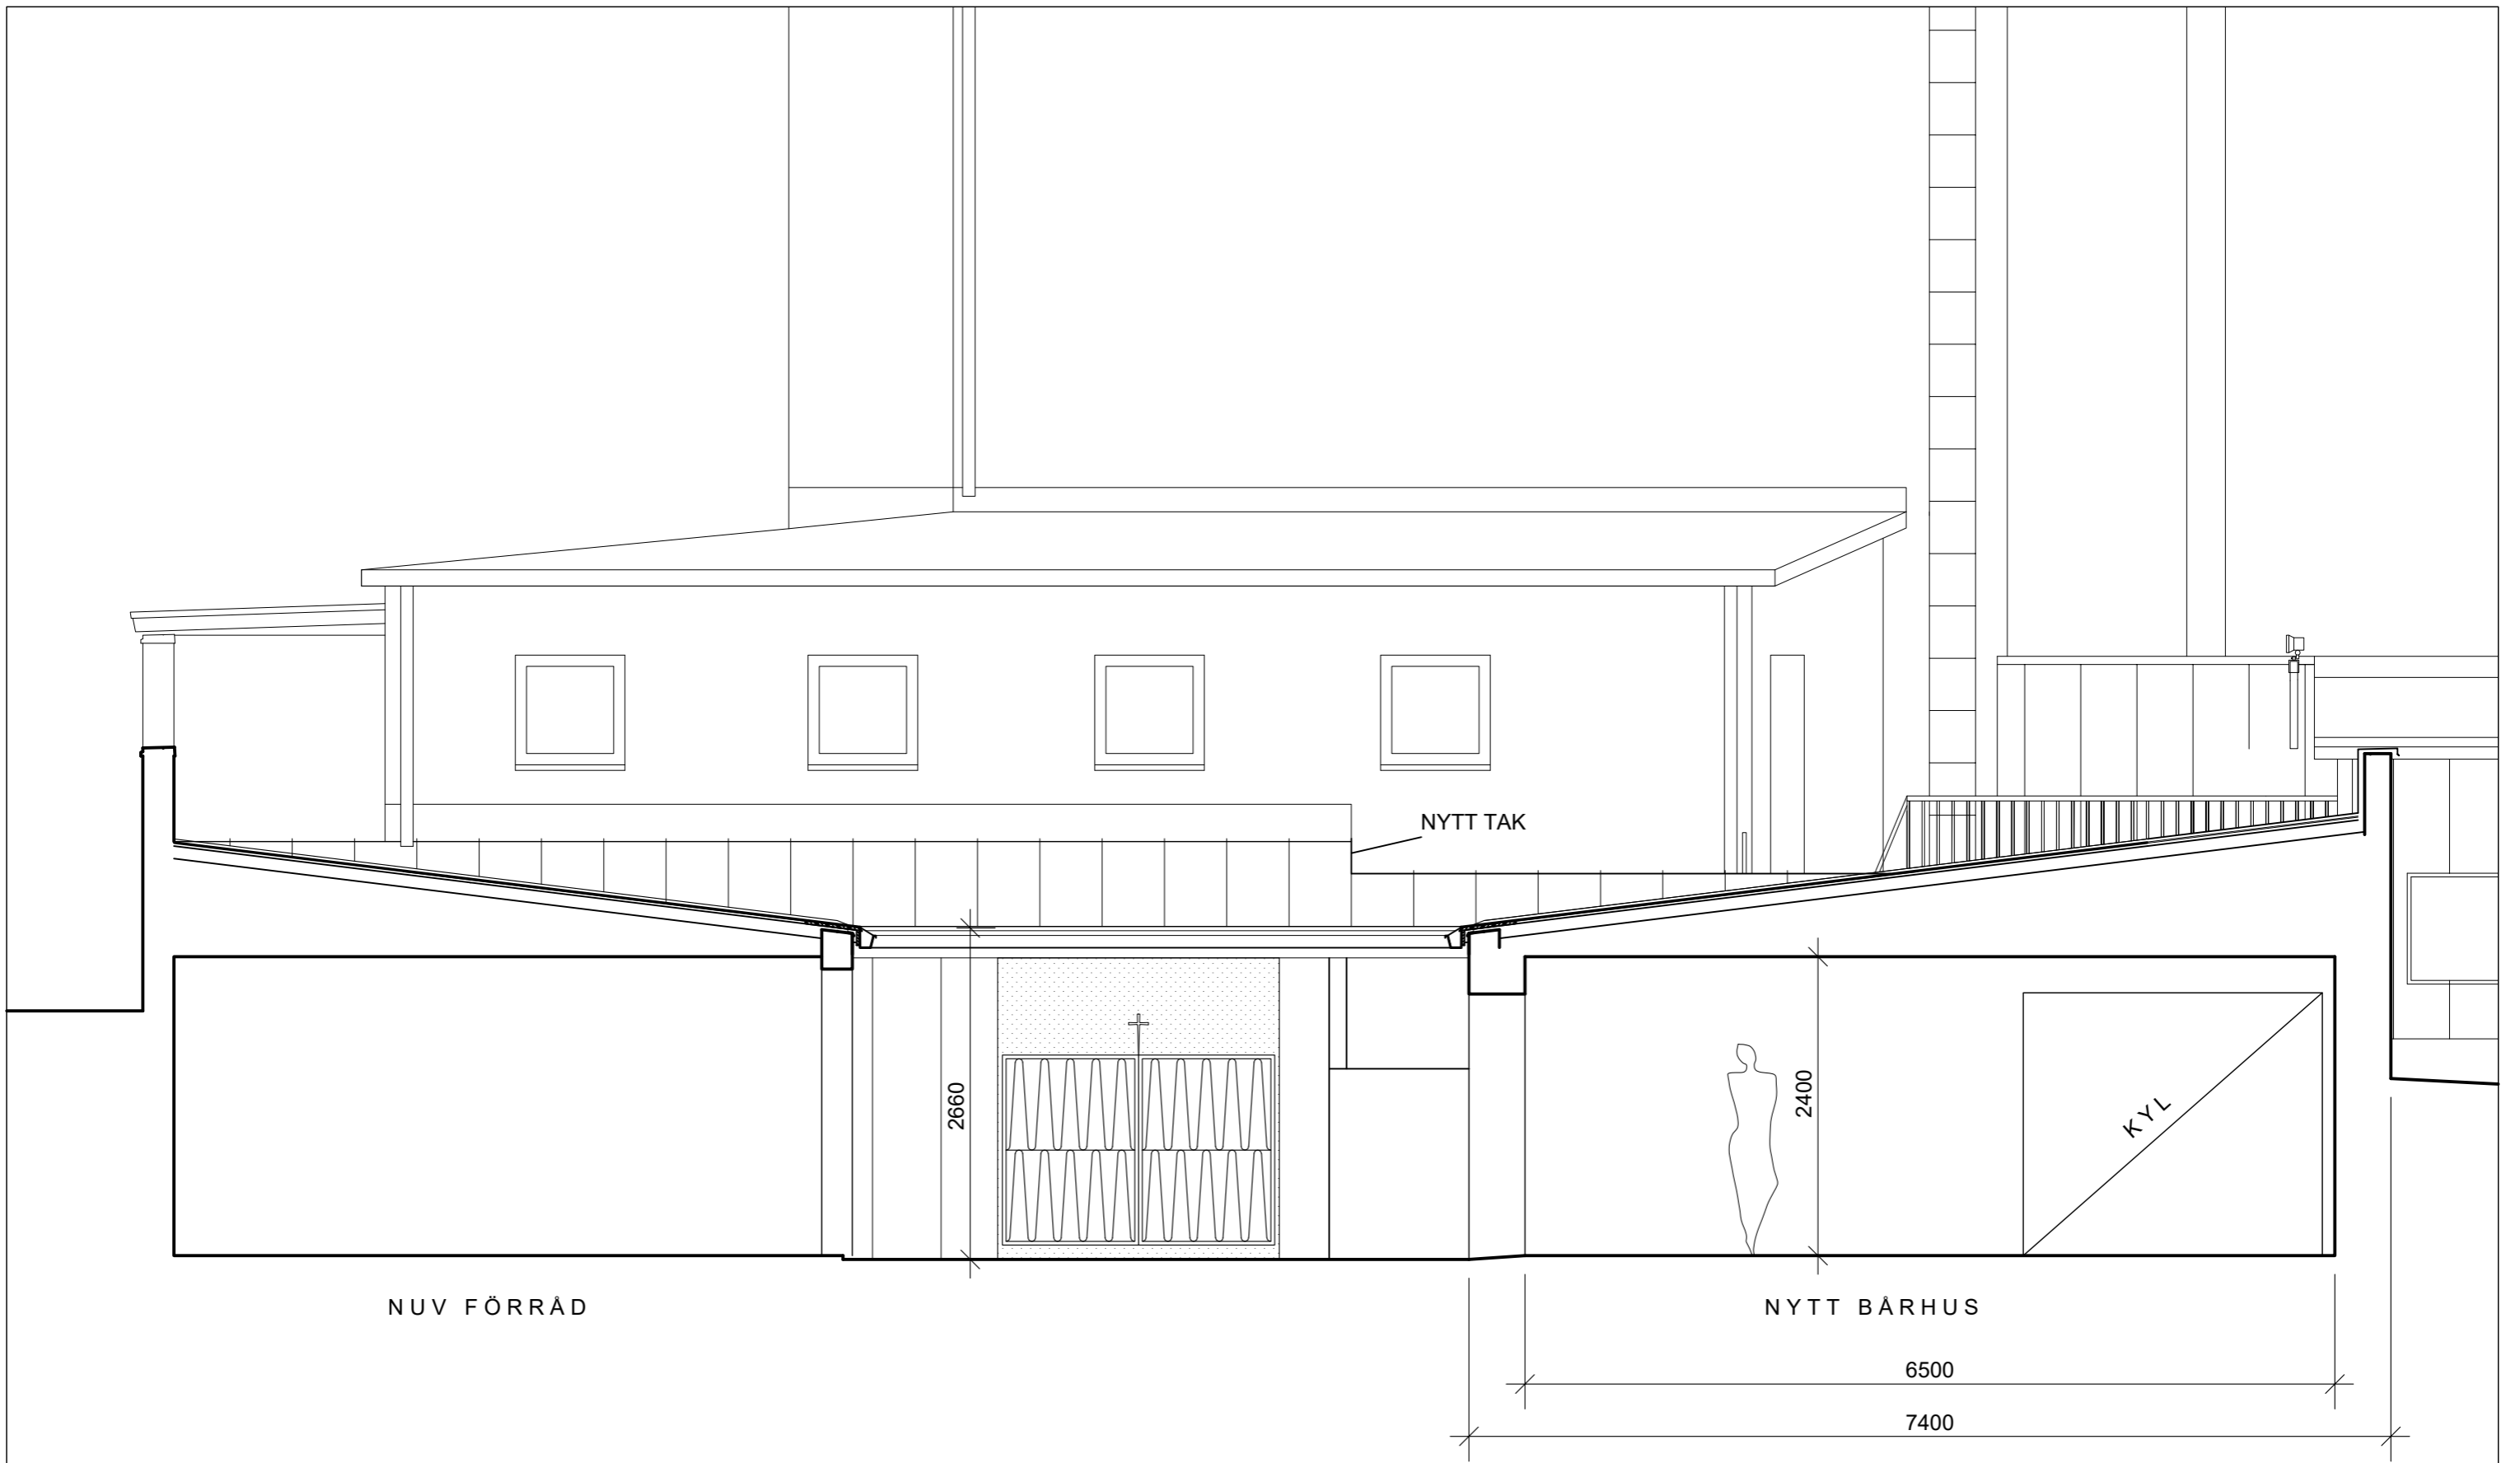 NYTT TAK
2660
2400
KYL
NUV FÖRRÅD
NYTT BÅRHUS
6500
7400